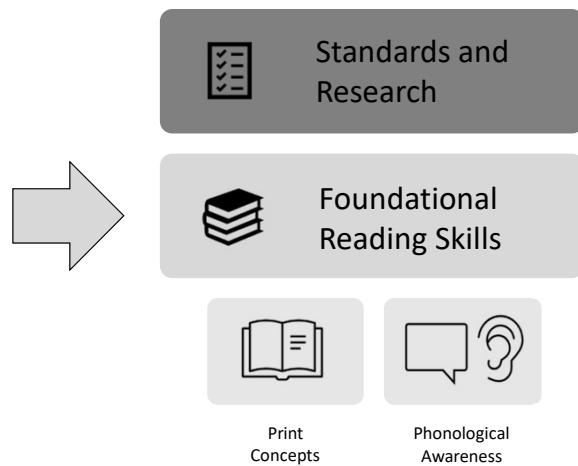 Standards and
Research
Foundational
Reading Skills
Print
Concepts
Phonological
Awareness